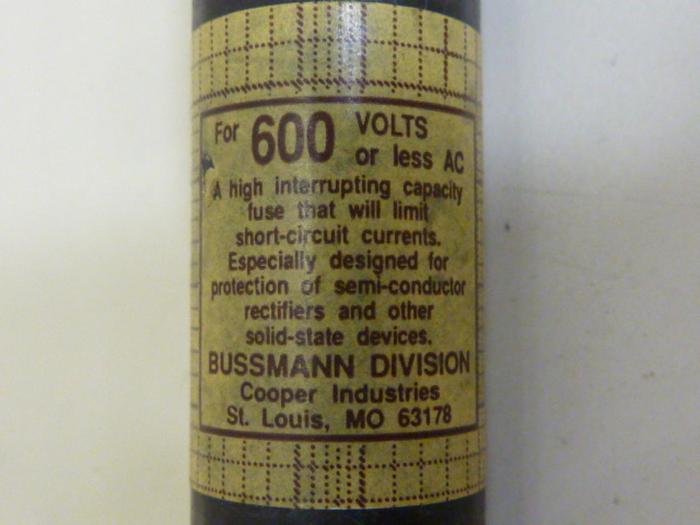 For 600 VOLTS
or less AC
A high interrupting capacity
fuse that will limit
short-circuit currents.
Especially designed for
protection of semi-conductor
rectifiers and other
solid-state devices.
BUSSMANN DIVISION
Cooper Industries
St. Louis, MO 63178